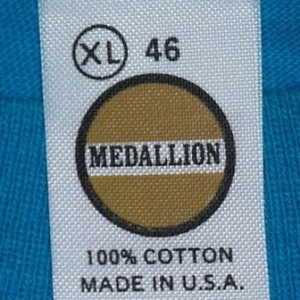 XL 46
MEDALLION
100% COTTON
MADE IN U.S.A.